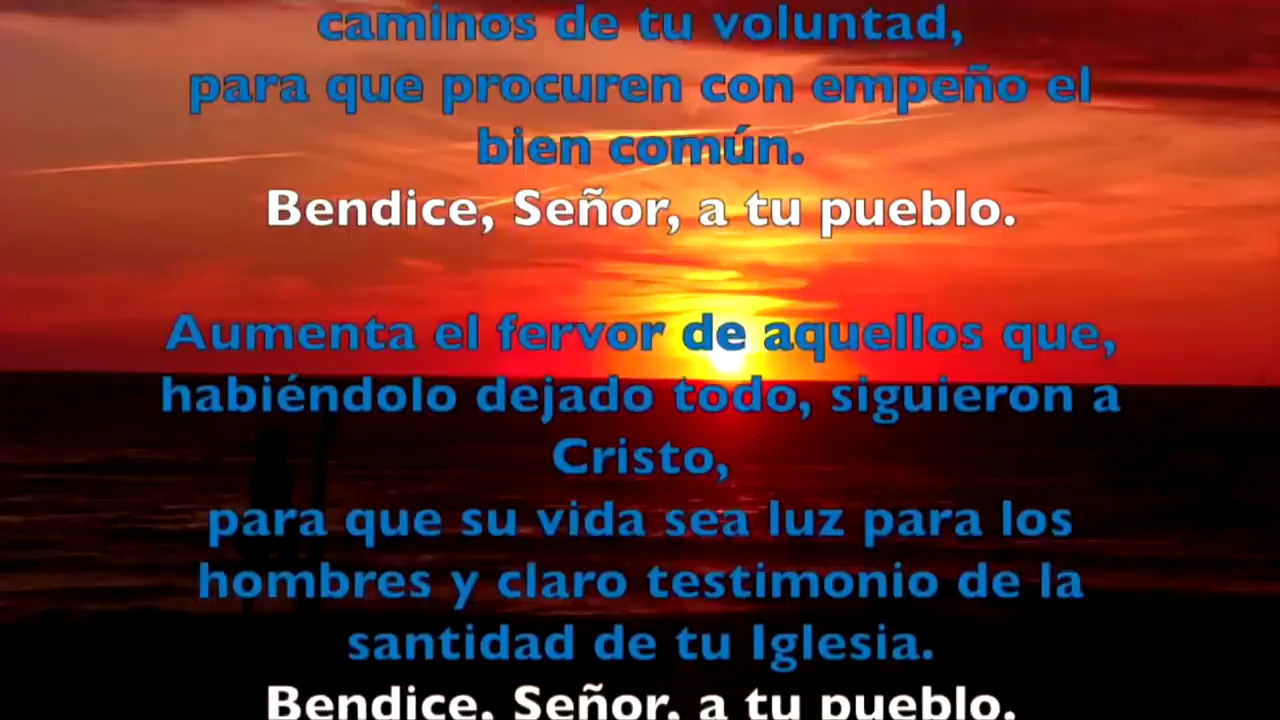 caminos de tu voluntad,
para que procuren con empeño el
bien común.
Bendice, Señor, a tu pueblo.
Aumenta el fervor de aquellos que,
habiéndolo dejado todo, siguieron a
Cristo,
para que su vida sea luz para los
hombres y claro testimonio de la
santidad de tu Iglesia.
Bendice, Señor, a tu pueblo.